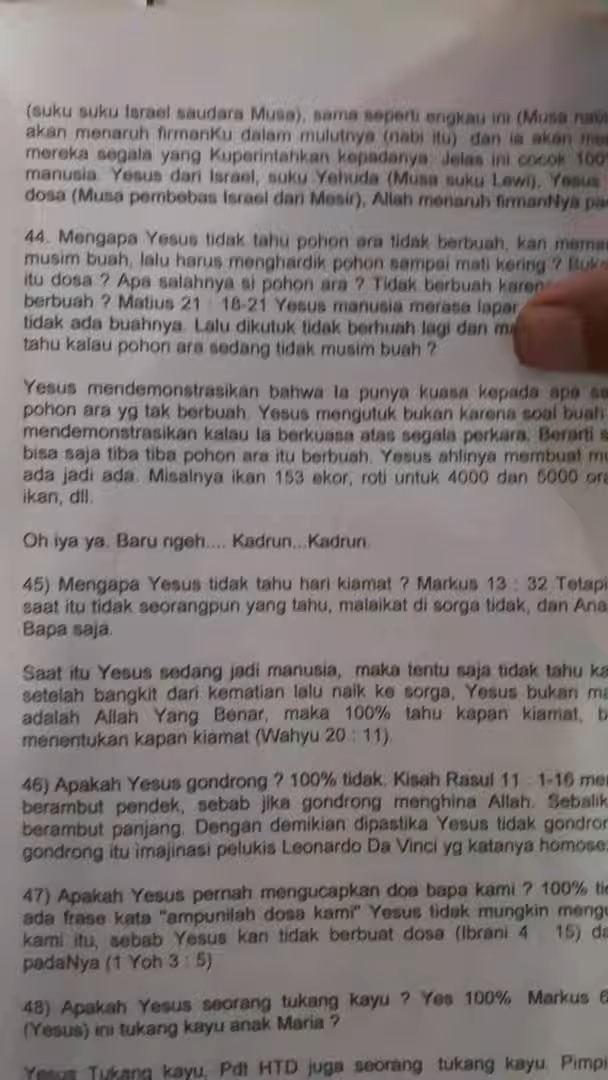 (suku suku Israel saudara Musa), sama seperti engkau ini (Musa
akan menaruh firmanKu dalam mulutnya (nabi itu) dan ia akan
mereka segala yang Kuperintahkan kepadanya. Jelas ini cocok 100
manusia. Yesus dari Israel, suku Yehuda (Musa suku Lewi), Yesus
dosa (Musa pembebas Israel dari Mesir), Allah menaruh firmanNya
44. Mengapa Yesus tidak tahu pohon ara tidak berbuah, kan
musim buah, lalu harus menghardik pohon sampai mati kering ?
itu dosa ? Apa salahnya si pohon ara ? Tidak berbuah
berbuah ? Matius 21 : 18-21 Yesus manusia merasa lapar
tidak ada buahnya. Lalu dikutuk tidak berhuah lagi dan
tahu kalau pohon ara sedang tidak musim buah ?
Yesus mendemonstrasikan bahwa Ia punya kuasa kepada apa
pohon ara yg tak berbuah. Yesus mengutuk bukan karena soal buah
mendemonstrasikan kalau Ia berkuasa atas segala perkara. Berarti
bisa saja tiba tiba pohon ara itu berbuah. Yesus ahlinya membuat
ada jadi ada. Misalnya ikan 153 ekor, roti untuk 4000 dan 5000
ikan, dll.
Oh iya ya. Baru ngeh.... Kadrun...Kadrun.
45) Mengapa Yesus tidak tahu hari kiamat ? Markus 13 : 32 Tetapi
saat itu tidak seorangpun yang tahu, malaikat di sorga tidak, dan Ana
Bapa saja.
Saat itu Yesus sedang jadi manusia, maka tentu saja tidak tahu ka
setelah bangkit dari kematian lalu naik ke sorga, Yesus bukan ma
adalah Allah Yang Benar, maka 100% tahu kapan kiamat, b
menentukan kapan kiamat (Wahyu 20 : 11).
46) Apakah Yesus gondrong ? 100% tidak. Kisah Rasul 11 : 1-16 me
berambut pendek, sebab jika gondrong menghina Allah. Sebalik
berambut panjang. Dengan demikian dipastika Yesus tidak gondror
gondrong itu imajinasi pelukis Leonardo Da Vinci yg katanya homose
47) Apakah Yesus pernah mengucapkan doa bapa kami ? 100% ti
ada frase kata "ampunilah dosa kami" Yesus tidak mungkin mengu
kami itu, sebab Yesus kan tidak berbuat dosa (Ibrani 4 : 15) da
padaNya (1 Yoh 3 : 5)
48) Apakah Yesus seorang tukang kayu ? Yes 100% Markus 6
(Yesus) ini tukang kayu anak Maria ?
Yesus Tukang kayu, Pdt HTD juga seorang tukang kayu. Pimpi